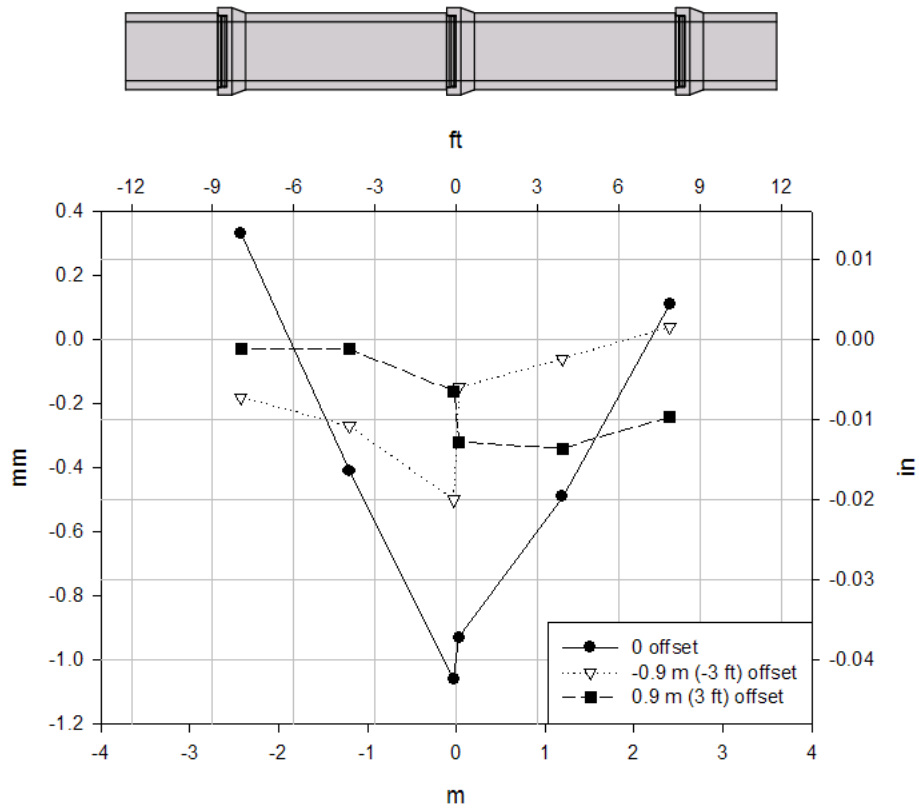 ft
-12 -9 -6 -3 0 3 6 9 12
0.4
0.2
0.0
-0.2
-0.4
-0.6
-0.8
-1.0
-1.2
mm
0.01
0.00
-0.01
-0.02
-0.03
-0.04
in
0 offset
-0.9 m (-3 ft) offset
0.9 m (3 ft) offset
-4 -3 -2 -1 0 1 2 3 4
m